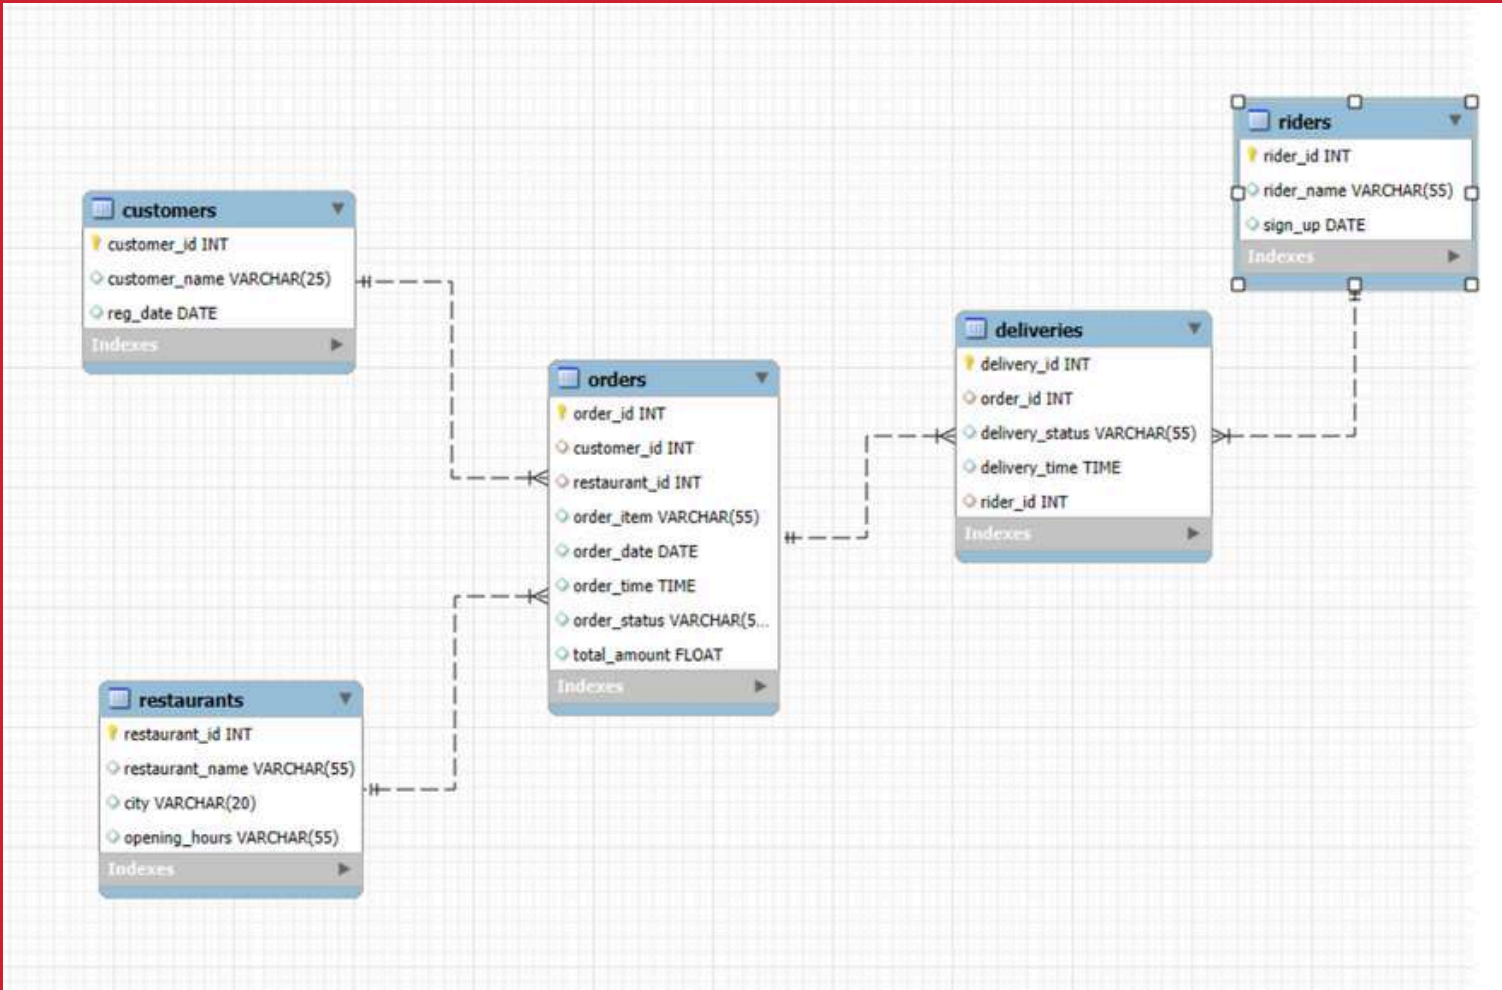 customers
customer_id INT
customer_name VARCHAR(25)
reg_date DATE
Indexes
restaurants
restaurant_id INT
restaurant_name VARCHAR(55)
city VARCHAR(20)
opening_hours VARCHAR(55)
Indexes
orders
order_id INT
customer_id INT
restaurant_id INT
order_item VARCHAR(55)
order_date DATE
order_time TIME
order_status VARCHAR(5...
total_amount FLOAT
Indexes
deliveries
delivery_id INT
order_id INT
delivery_status VARCHAR(55)
delivery_time TIME
rider_id INT
Indexes
riders
rider_id INT
rider_name VARCHAR(55)
sign_up DATE
Indexes